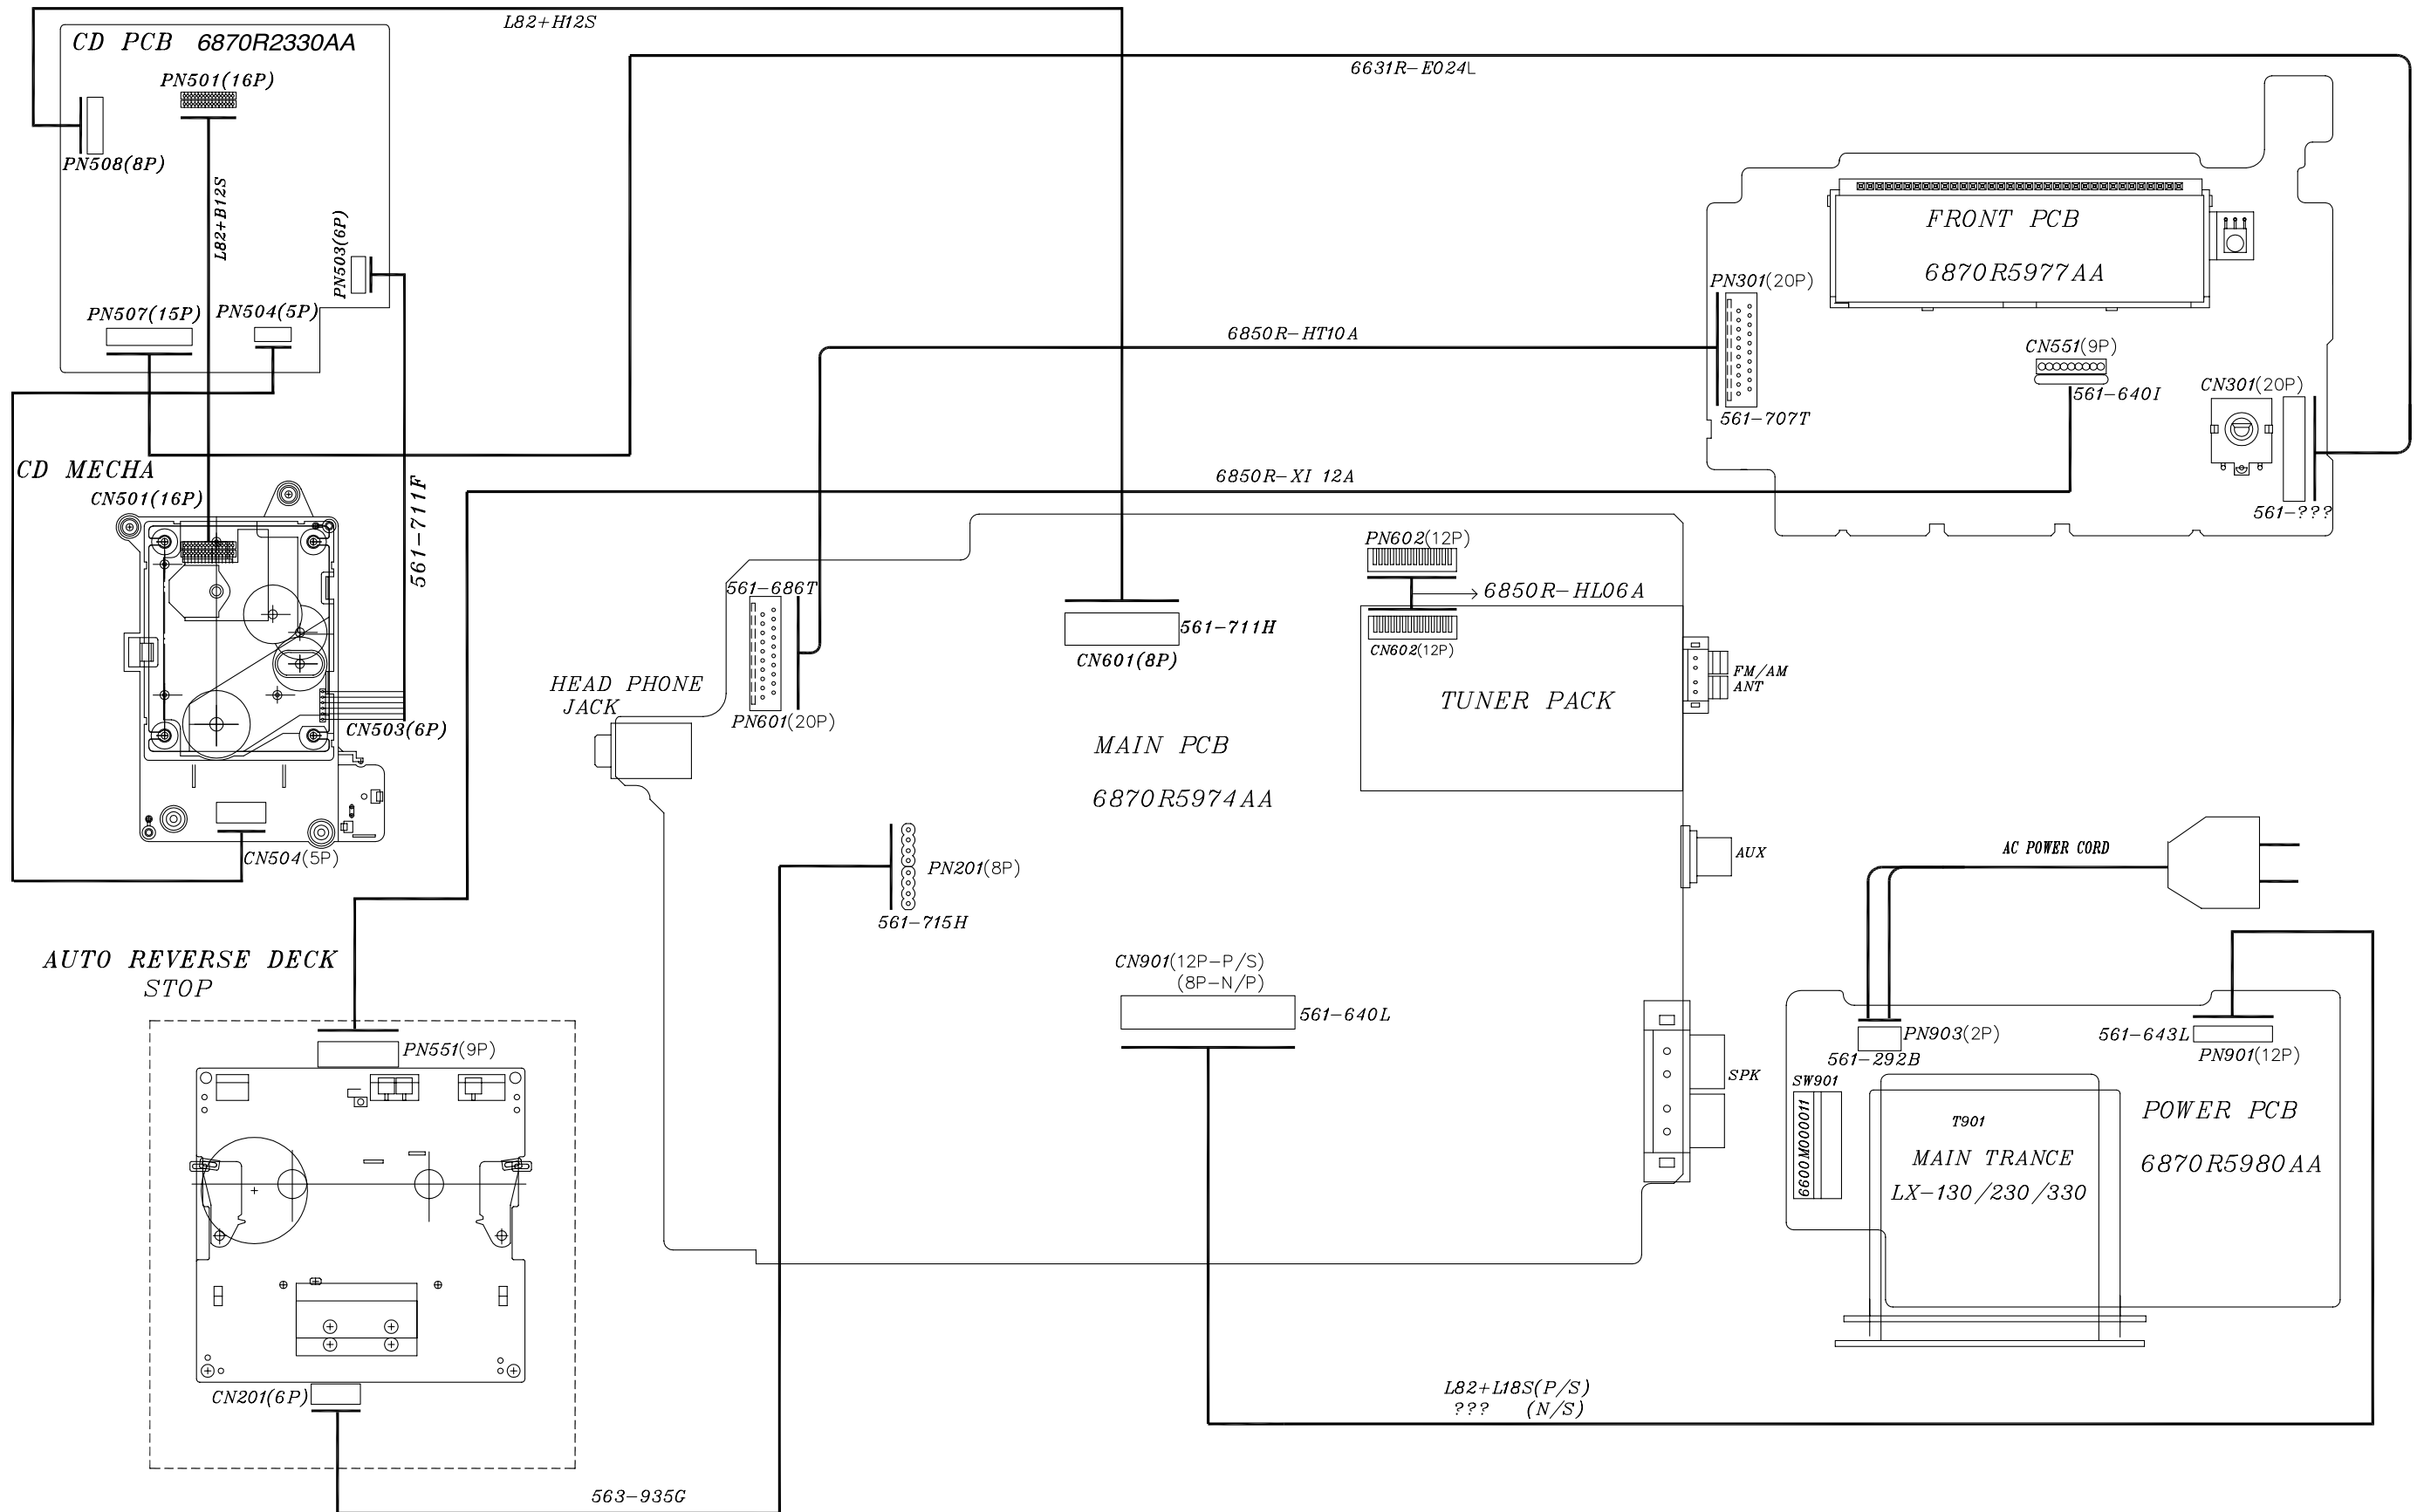 L82+H12S
CD PCB 6870R2330AA
PN501(16P)
PN508(8P)
L82+B12S
PN503(6P)
PN507(15P)
PN504(5P)
6631R-E024L
FRONT PCB
6870R5977AA
PN301(20P)
561-707T
CN551(9P)
561-640I
CN301(20P)
561-???
6850R-HT10A
6850R-XI 12A
CD MECHA
CN501(16P)
561-711F
CN503(6P)
CN504(5P)
HEAD PHONE
JACK
561-686T
PN601(20P)
561-711H
CN601(8P)
PN602(12P)
6850R-HL06A
CN602(12P)
TUNER PACK
FM/AM
ANT
MAIN PCB
6870R5974AA
PN201(8P)
561-715H
AUX
CN901(12P-P/S)
(8P-N/P)
561-640L
SPK
AC POWER CORD
PN903(2P)
561-292B
561-643L
PN901(12P)
SW901
6600M000011
T901
MAIN TRANCE
LX-130/230/330
POWER PCB
6870R5980AA
AUTO REVERSE DECK
STOP
PN551(9P)
CN201(6P)
563-935G
L82+L18S(P/S)
??? (N/S)